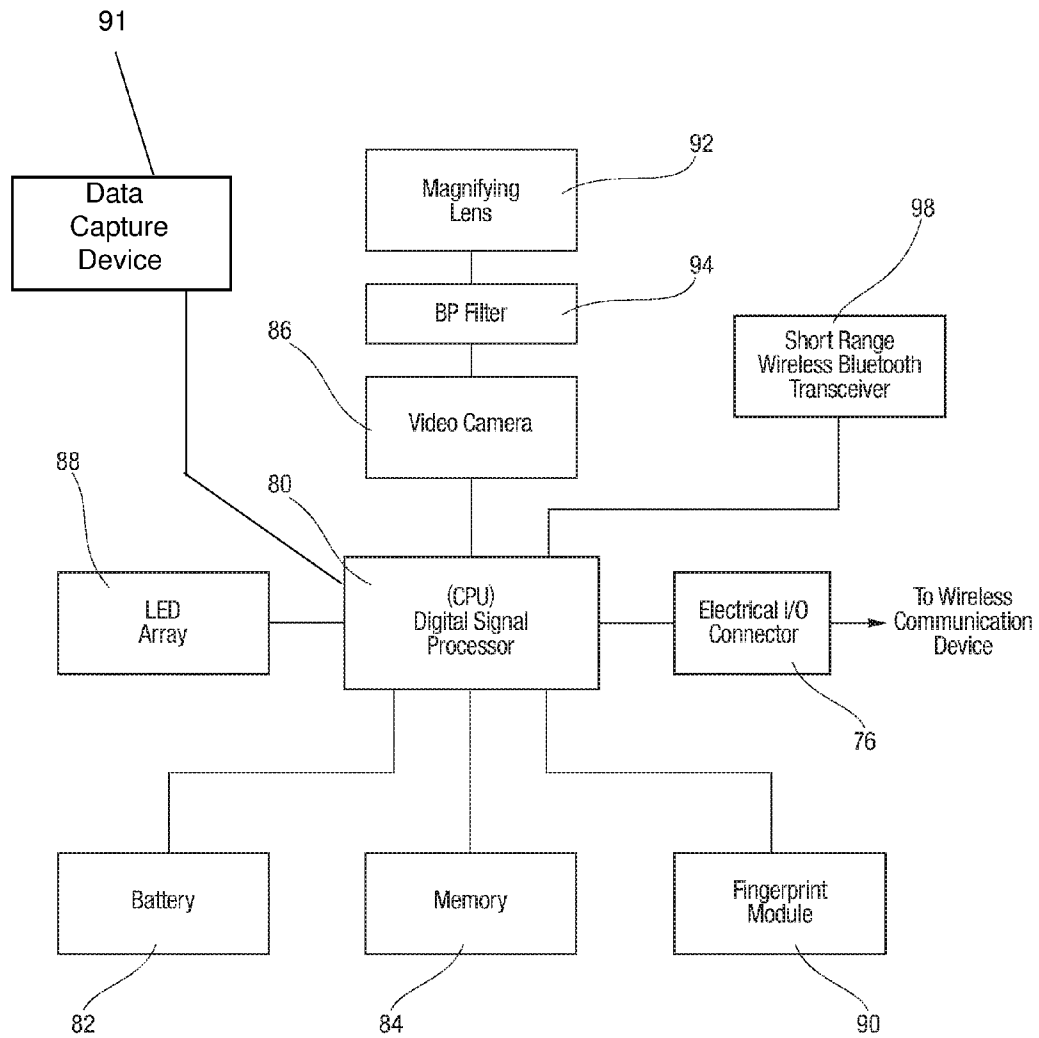 91
Data
Capture
Device
92
Magnifying
Lens
94
BP Filter
98
Short Range
Wireless Bluetooth
Transceiver
86
Video Camera
88
LED
Array
80
(CPU)
Digital Signal
Processor
Electrical I/O
Connector
To Wireless
Communication
Device
76
Battery
Memory
Fingerprint
Module
82
84
90